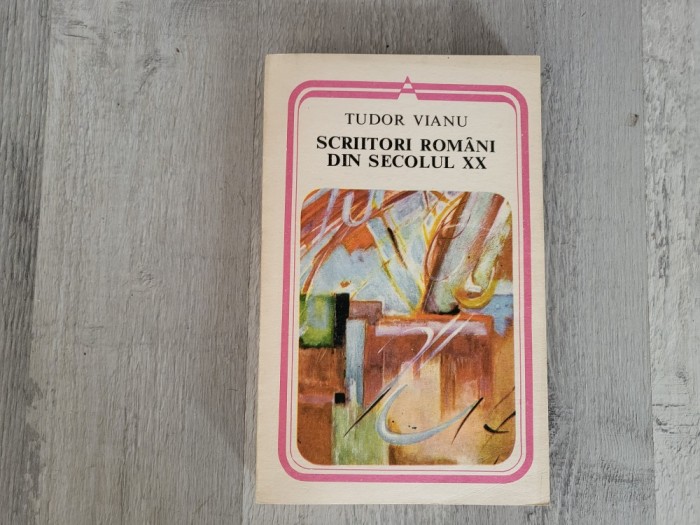 TUDOR VIANU
SCRIITORI ROMÂNI
DIN SECOLUL XX